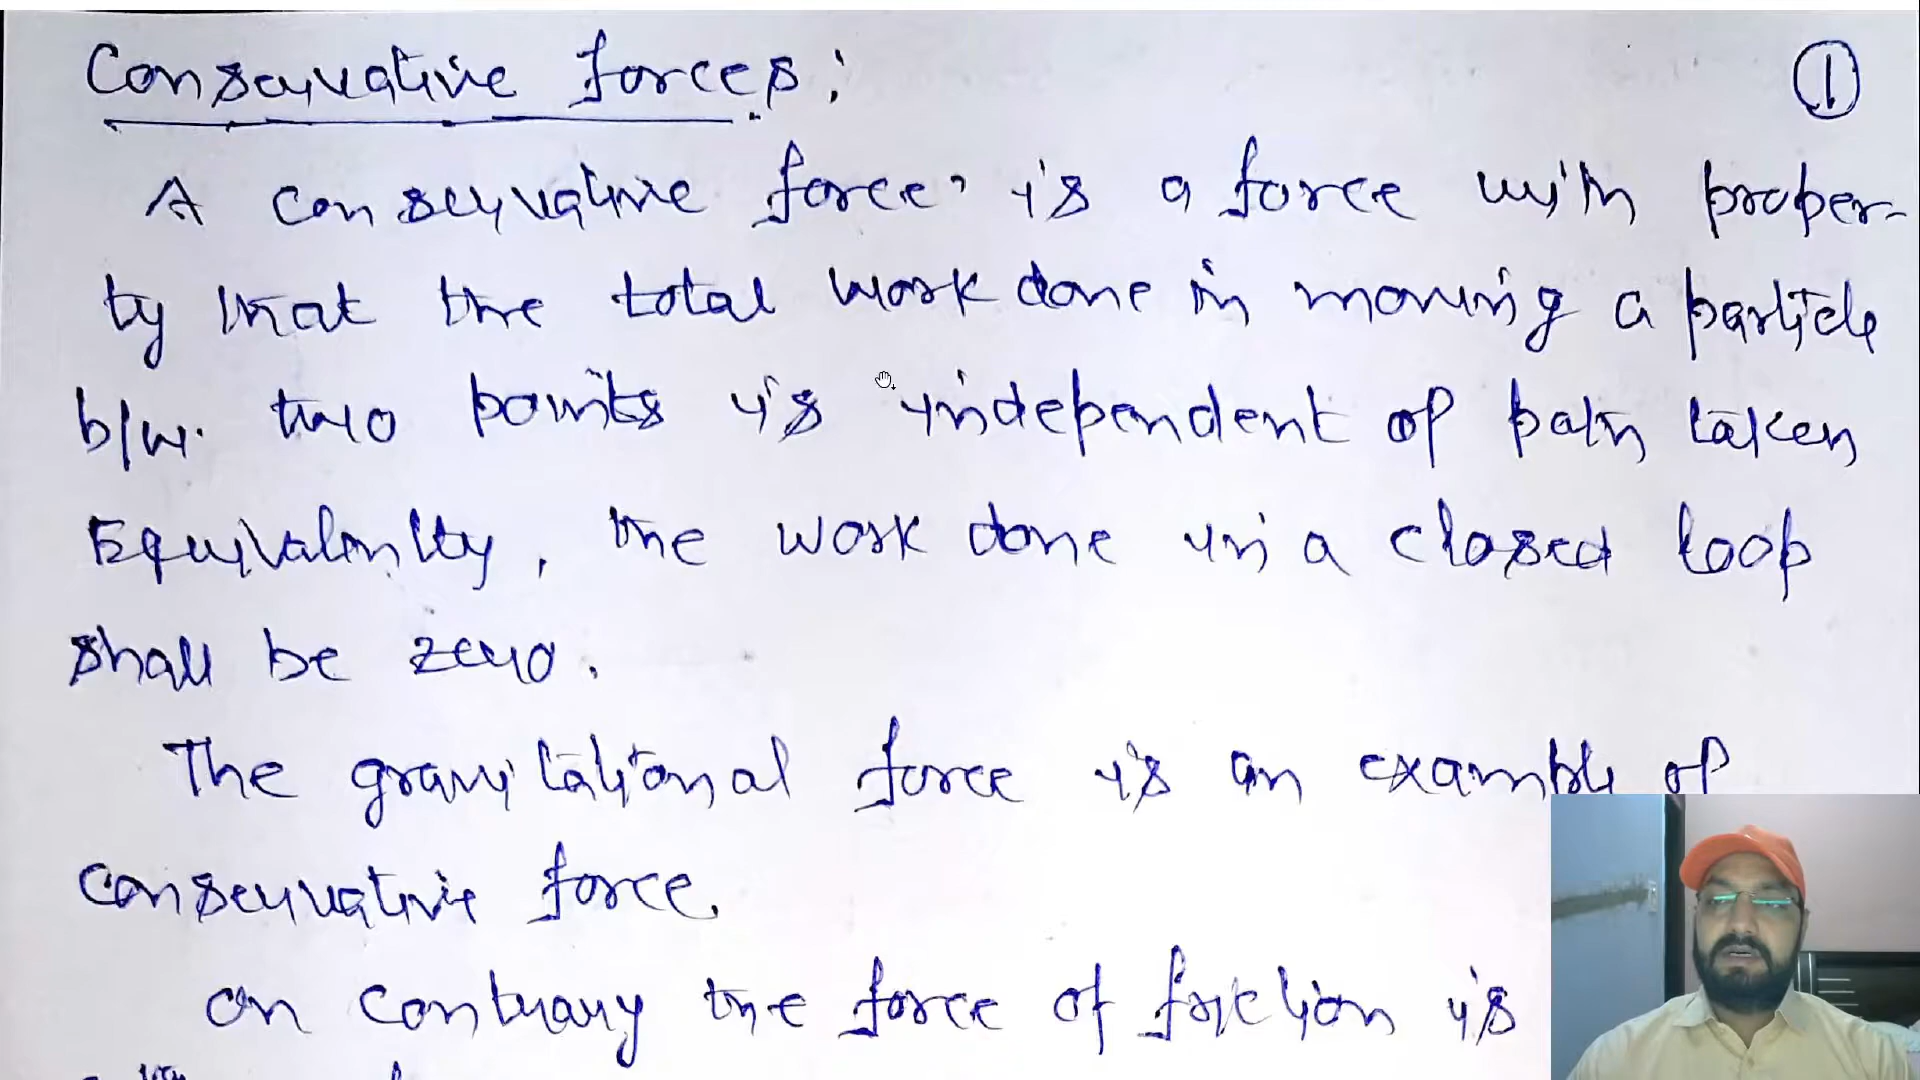 Conservative forces :
1
A conservative force' is a force with proper-
ty that the total work done in moving a particle
b/w. two points is independent of path taken
Equivalntly, the work done in a closed loop
shall be zero.
The gravitational force is an example of
conservative force.
on contrary the force of friction is